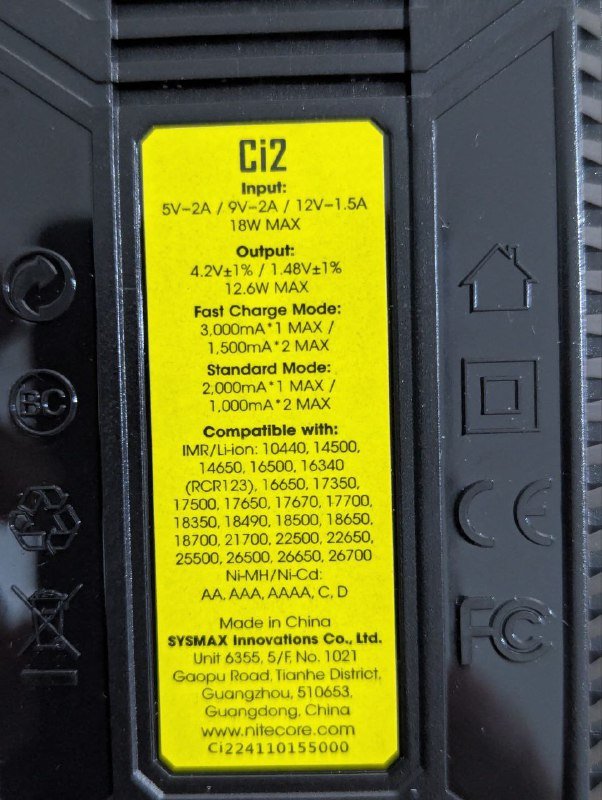 Ci2
Input:
5V⎓2A / 9V⎓2A / 12V⎓1.5A
18W MAX
Output:
4.2V±1% / 1.48V±1%
12.6W MAX
Fast Charge Mode:
3,000mA*1 MAX /
1,500mA*2 MAX
Standard Mode:
2,000mA*1 MAX /
1,000mA*2 MAX
Compatible with:
IMR/Li-ion: 10440, 14500,
14650, 16500, 16340
(RCR123), 16650, 17350,
17500, 17650, 17670, 17700,
18350, 18490, 18500, 18650,
18700, 21700, 22500, 22650,
25500, 26500, 26650, 26700
Ni-MH/Ni-Cd:
AA, AAA, AAAA, C, D
Made in China
SYSMAX Innovations Co., Ltd.
Unit 6355, 5/F, No. 1021
Gaopu Road, Tianhe District,
Guangzhou, 510653,
Guangdong, China
www.nitecore.com
Ci224110155000
BC
CE
FC